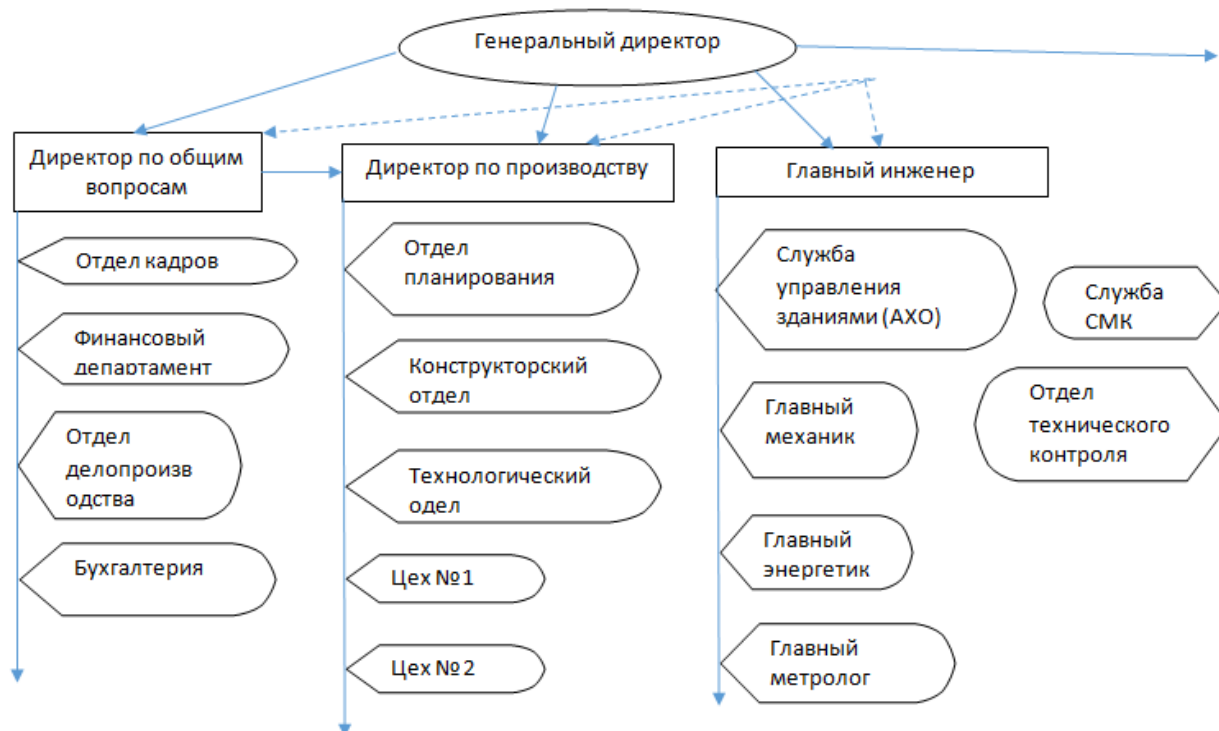 Генеральный директор
Директор по общим
вопросам
Директор по производству
Главный инженер
Отдел кадров
Финансовый
департамент
Отдел
делопроизв
одства
Бухгалтерия
Отдел
планирования
Конструкторский
отдел
Технологический
одел
Цех №1
Цех №2
Служба
управления
зданиями (АХО)
Главный
механик
Главный
энергетик
Главный
метролог
Служба
СМК
Отдел
технического
контроля